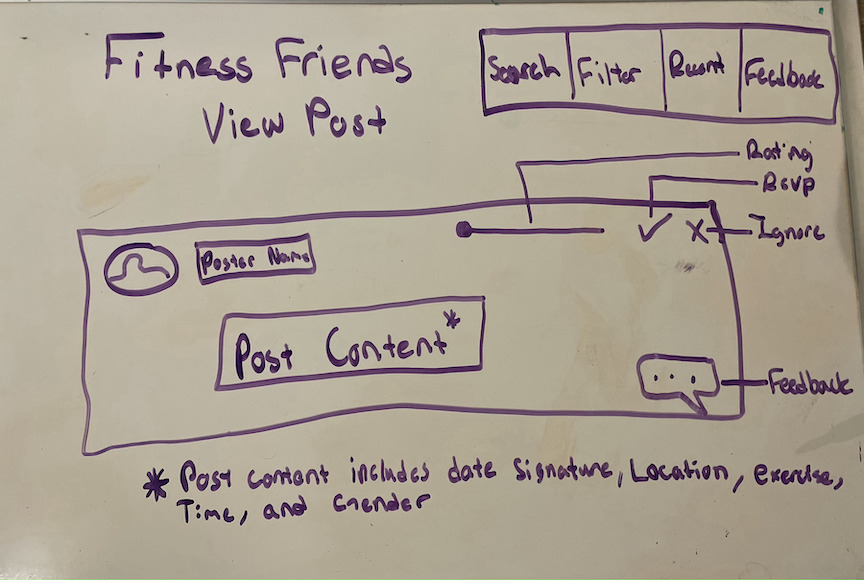 Fitness Friends
View Post
Search Filter Recent Feedback
Rating
RSVP
Ignore
Poster Name
Post Content*
...
Feedback
* Post content includes date signature, Location, exercise,
Time, and Gender